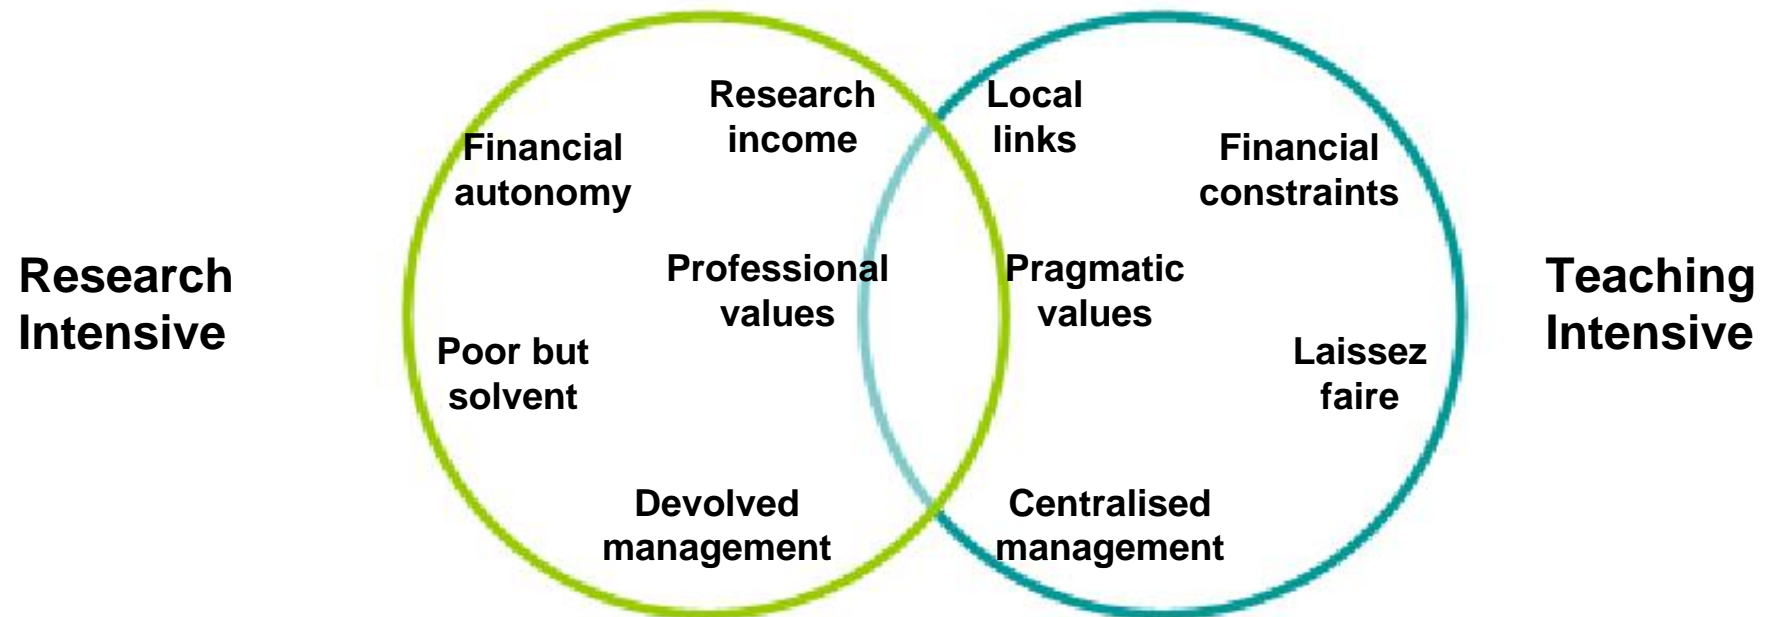 Research
Intensive
Financial
autonomy
Research
income
Professional
values
Poor but
solvent
Devolved
management
Local
links
Financial
constraints
Pragmatic
values
Laissez
faire
Centralised
management
Teaching
Intensive